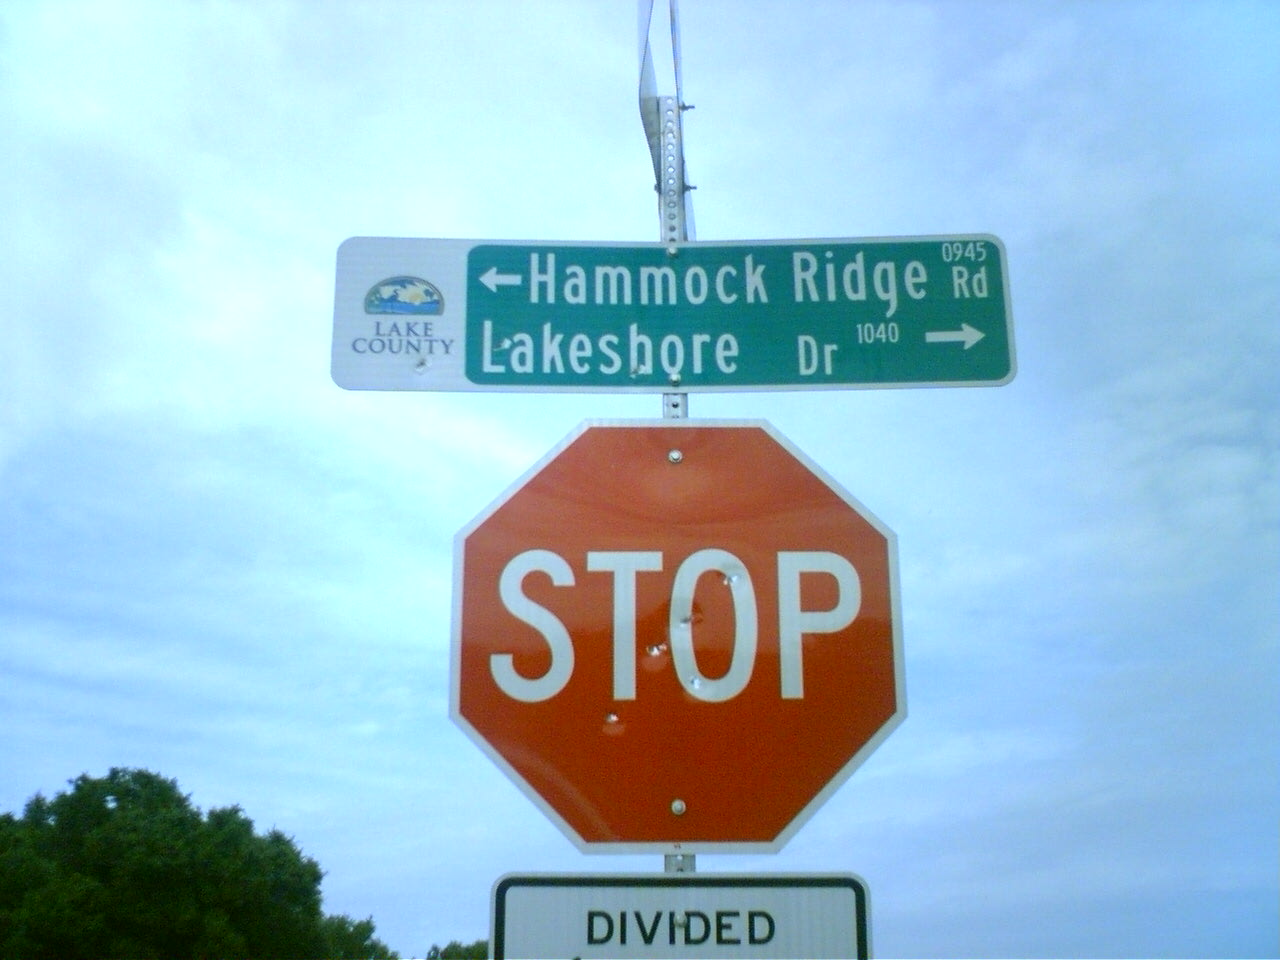 LAKE
COUNTY
←Hammock Ridge Rd 0945
Lakeshore Dr 1040 →
STOP
DIVIDED